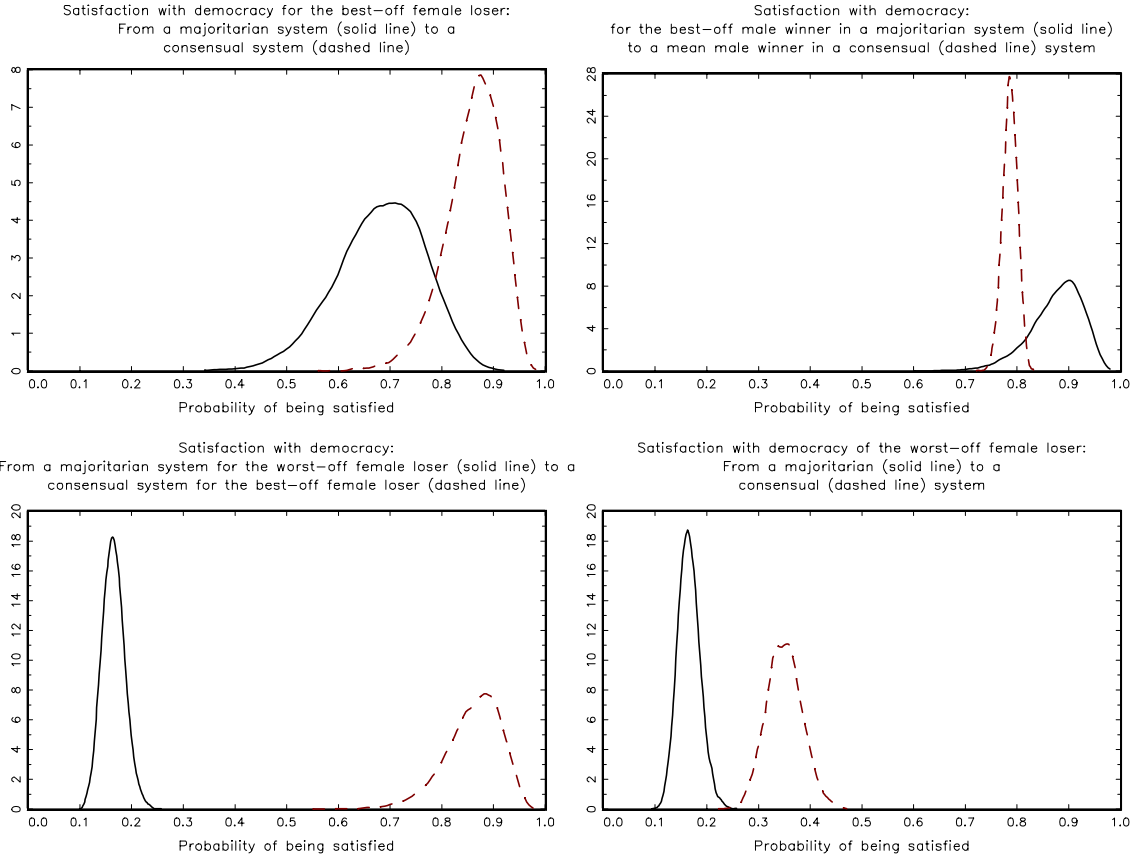 Satisfaction with democracy for the best-off female loser:
From a majoritarian system (solid line) to a
consensual system (dashed line)
8
7
6
5
4
3
2
1
0
0.0 0.1 0.2 0.3 0.4 0.5 0.6 0.7 0.8 0.9 1.0
Probability of being satisfied
Satisfaction with democracy:
for the best-off male winner in a majoritarian system (solid line)
to a mean male winner in a consensual (dashed line) system
28
24
20
16
12
8
4
0
0.0 0.1 0.2 0.3 0.4 0.5 0.6 0.7 0.8 0.9 1.0
Probability of being satisfied
Satisfaction with democracy:
From a majoritarian system for the worst-off female loser (solid line) to a
consensual system for the best-off female loser (dashed line)
20
18
16
14
12
10
8
6
4
2
0
0.0 0.1 0.2 0.3 0.4 0.5 0.6 0.7 0.8 0.9 1.0
Probability of being satisfied
Satisfaction with democracy of the worst-off female loser:
From a majoritarian (solid line) to a
consensual (dashed line) system
20
18
16
14
12
10
8
6
4
2
0
0.0 0.1 0.2 0.3 0.4 0.5 0.6 0.7 0.8 0.9 1.0
Probability of being satisfied